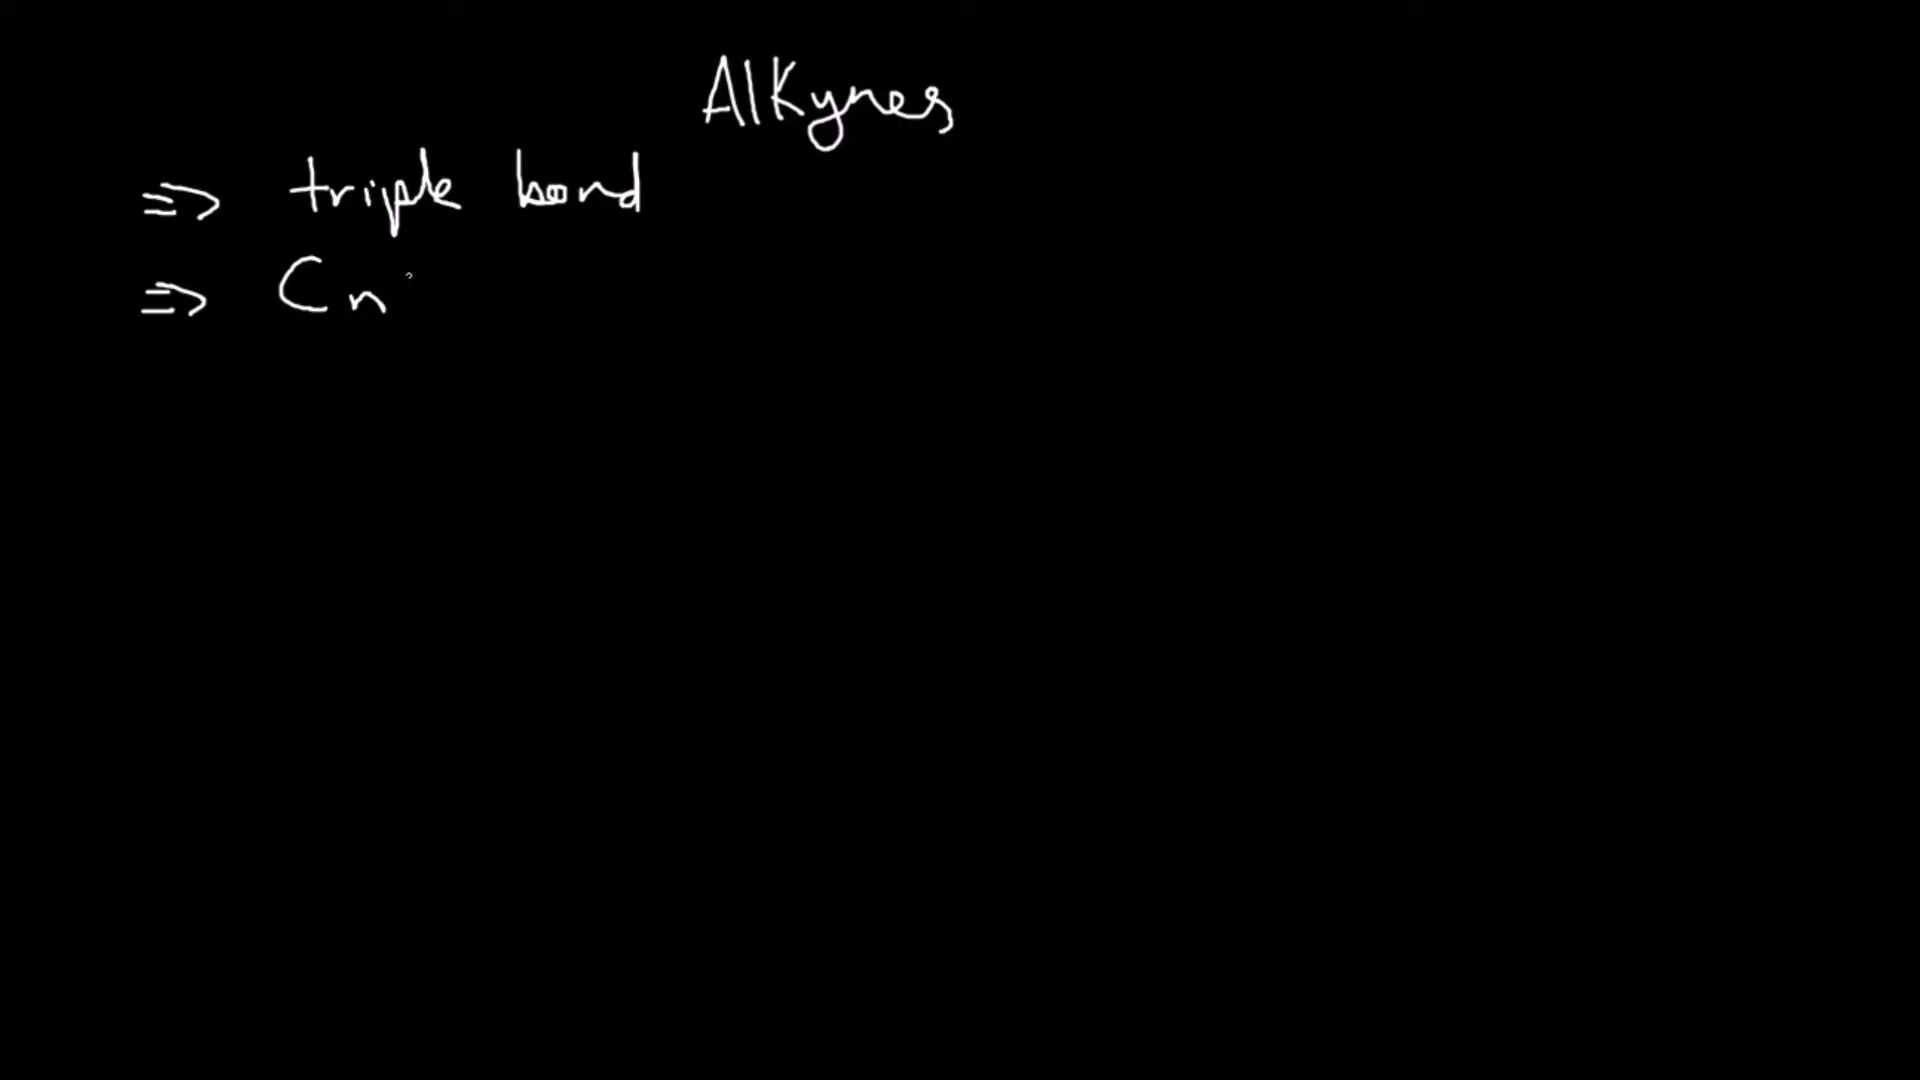 Alkynes
=> triple bond
=> Cn